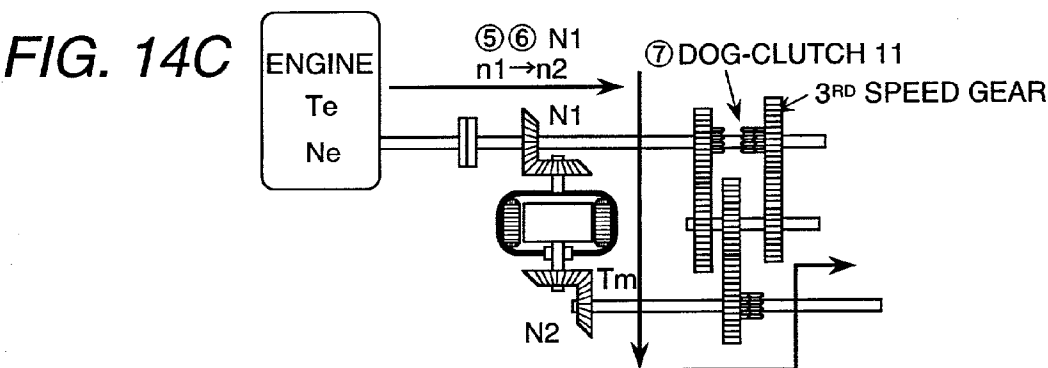 FIG. 14C
ENGINE
Te
Ne
⑤⑥ N1
n1→n2
N1
⑦DOG-CLUTCH 11
3RD SPEED GEAR
Tm
N2